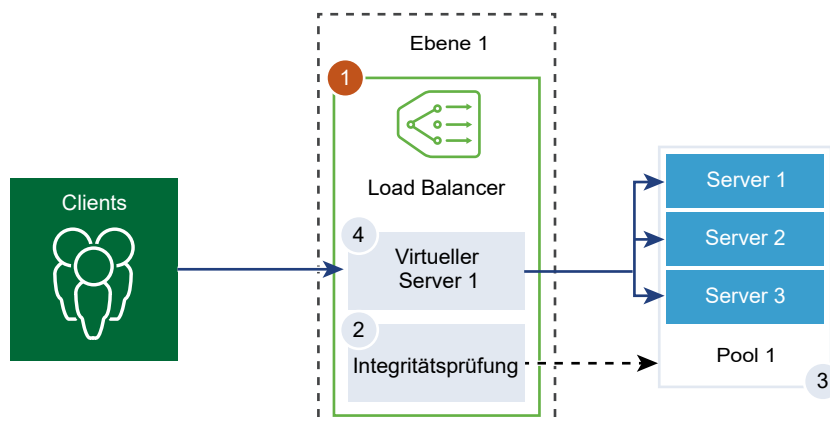 Ebene 1
1
Load Balancer
Clients
4
Virtueller
Server 1
2
Integritätsprüfung
Server 1
Server 2
Server 3
Pool 1
3